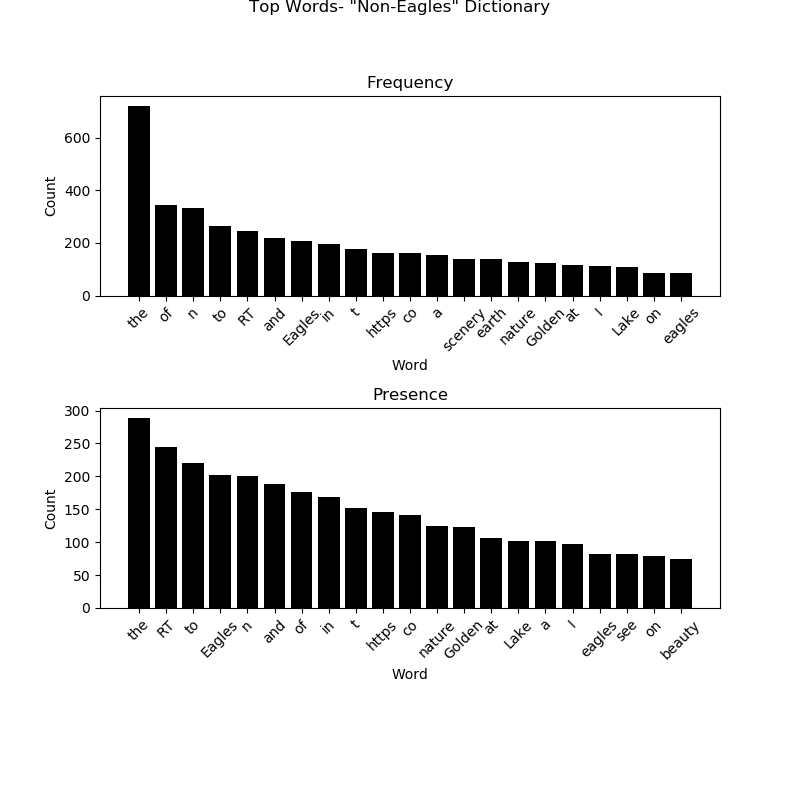 Top Words- "Non-Eagles" Dictionary
Frequency
600
400
200
0
Count
the of n to RT and Eagles in t https co a scenery earth nature Golden at I Lake on eagles
Word
Presence
300
250
200
150
100
50
0
Count
the RT to Eagles n and of in t https co nature Golden at Lake a I eagles see on beauty
Word